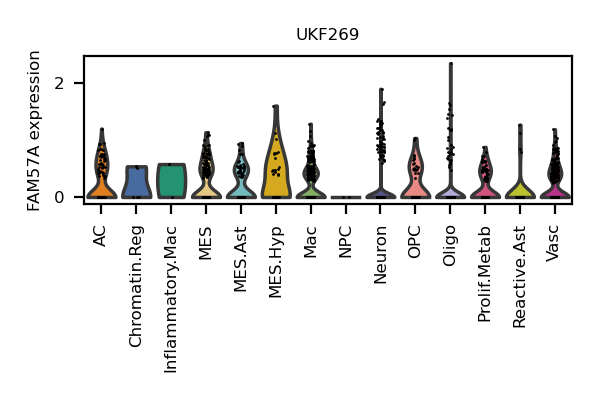 UKF269
FAM57A expression
2
0
AC
Chromatin.Reg
Inflammatory.Mac
MES
MES.Ast
MES.Hyp
Mac
NPC
Neuron
OPC
Oligo
Prolif.Metab
Reactive.Ast
Vasc